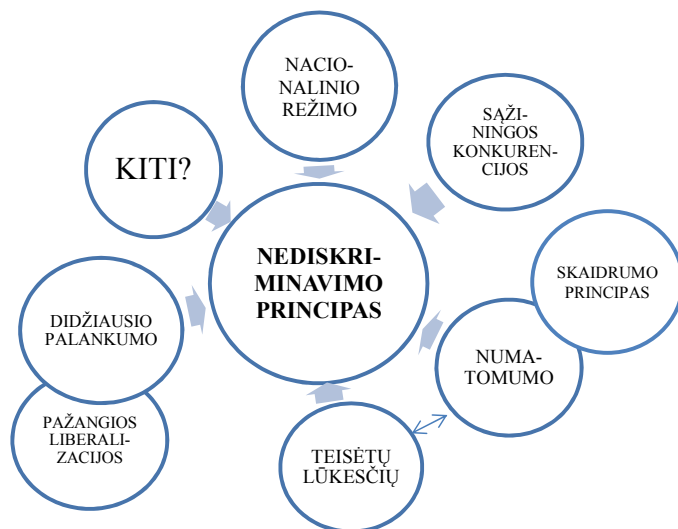 NACIO-
NALINIO
REŽIMO
SĄŽI-
NINGOS
KONKUREN-
CIJOS
KITI?
NEDISKRI-
MINAVIMO
PRINCIPAS
SKAIDRUMO
PRINCIPAS
DIDŽIAUSIO
PALANKUMO
NUMA-
TOMUMO
PAŽANGIOS
LIBERALI-
ZACIJOS
TEISĖTŲ
LŪKESČIŲ